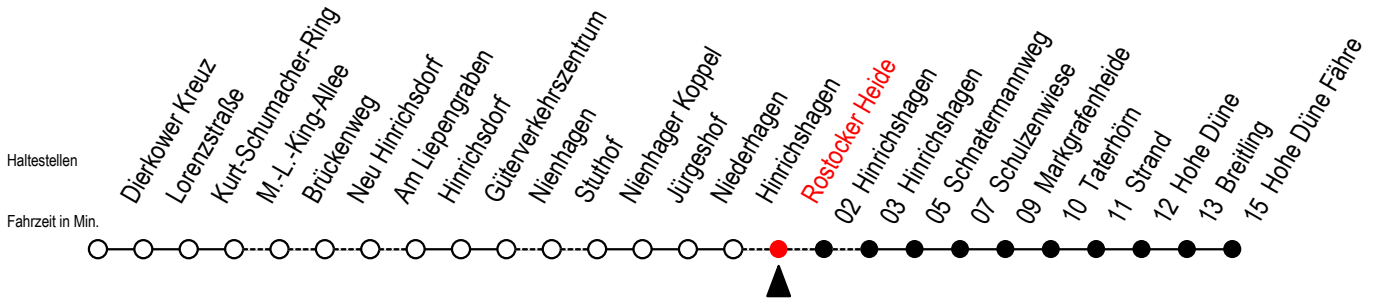 Haltestellen
Fahrzeit in Min.
Dierkower Kreuz
Lorenzstraße
Kurt-Schumacher-Ring
M.-L.-King-Allee
Brückenweg
Neu Hinrichsdorf
Am Liepengraben
Hinrichsdorf
Güterverkehrszentrum
Nienhagen
Stuthof
Nienhager Koppel
Jürgeshof
Niederhagen
Hinrichshagen
Rostocker Heide
02 Hinrichshagen
03 Hinrichshagen
05 Schnatermannweg
07 Schulzenwiese
09 Markgrafenheide
10 Taterhörn
11 Strand
12 Hohe Düne
13 Breitling
15 Hohe Düne Fähre